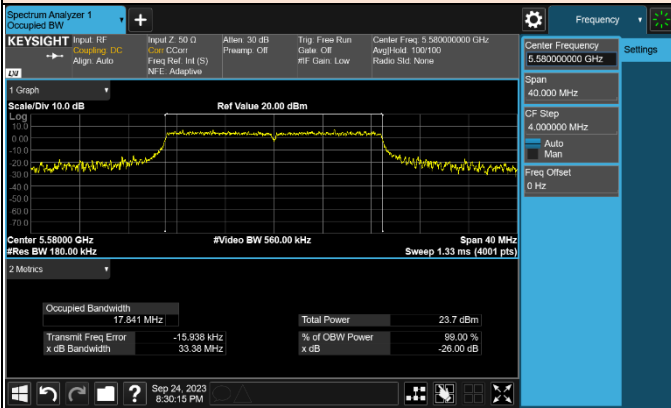 Spectrum Analyzer 1
Occupied BW
Frequency
KEYSIGHT
Input: RF
Coupling: DC
Align: Auto
Input Z: 50 Ω
Corr CCorr
Freq Ref: Int (S)
NFE: Adaptive
Atten: 30 dB
Preamp: Off
Trig: Free Run
Gate: Off
#IF Gain: Low
Center Freq: 5.580000000 GHz
Avg|Hold: 100/100
Radio Std: None
LXI
Center Frequency
5.580000000 GHz
Settings
Span
40.000 MHz
CF Step
4.000000 MHz
Auto
Man
Freq Offset
0 Hz
1 Graph
Scale/Div 10.0 dB
Ref Value 20.00 dBm
Log
10.0
0.00
-10.0
-20.0
-30.0
-40.0
-50.0
-60.0
-70.0
Center 5.58000 GHz
#Video BW 560.00 kHz
Span 40 MHz
#Res BW 180.00 kHz
Sweep 1.33 ms (4001 pts)
2 Metrics
Occupied Bandwidth
17.841 MHz
Total Power 23.7 dBm
Transmit Freq Error -15.938 kHz
% of OBW Power 99.00 %
x dB Bandwidth 33.38 MHz
x dB -26.00 dB
?
Sep 24, 2023
8:30:15 PM